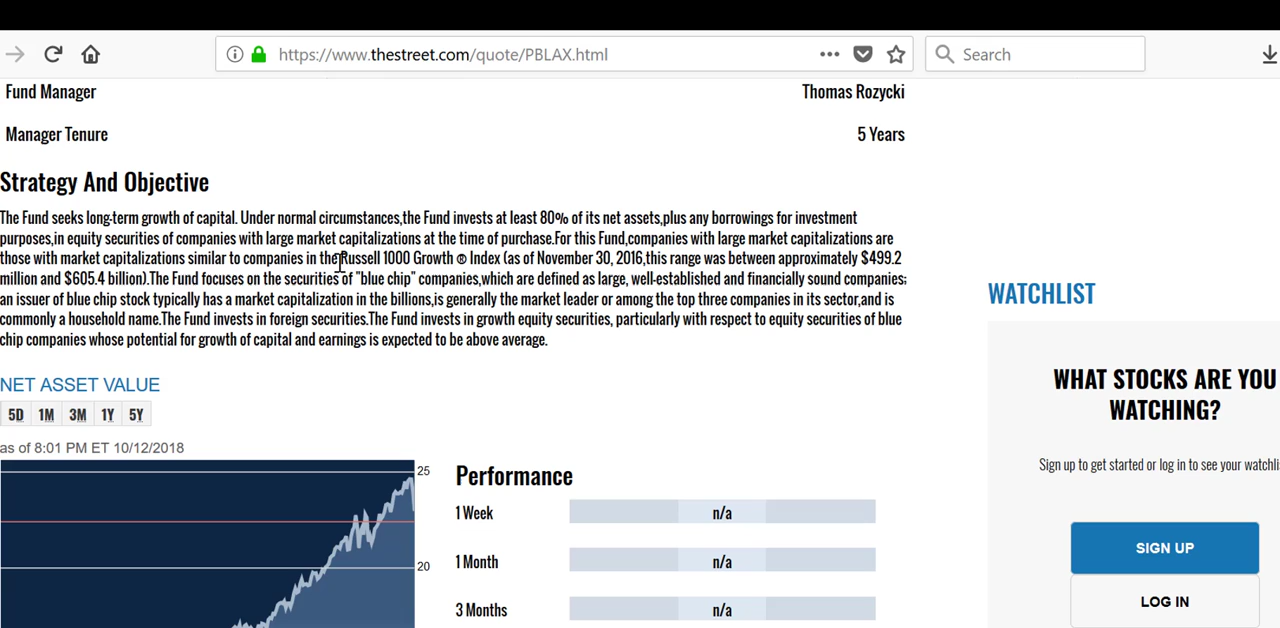 https://www.thestreet.com/quote/PBLAX.html
Search
Fund Manager
Thomas Rozycki
Manager Tenure
5 Years
Strategy And Objective
The Fund seeks long-term growth of capital. Under normal circumstances,the Fund invests at least 80% of its net assets,plus any borrowings for investment
purposes,in equity securities of companies with large market capitalizations at the time of purchase.For this Fund,companies with large market capitalizations are
those with market capitalizations similar to companies in the Russell 1000 Growth ® Index (as of November 30, 2016,this range was between approximately $499.2
million and $605.4 billion).The Fund focuses on the securities of "blue chip" companies,which are defined as large, well-established and financially sound companies;
an issuer of blue chip stock typically has a market capitalization in the billions,is generally the market leader or among the top three companies in its sector,and is
commonly a household name.The Fund invests in foreign securities.The Fund invests in growth equity securities, particularly with respect to equity securities of blue
chip companies whose potential for growth of capital and earnings is expected to be above average.
NET ASSET VALUE
5D 1M 3M 1Y 5Y
as of 8:01 PM ET 10/12/2018
25
20
Performance
1 Week n/a
1 Month n/a
3 Months n/a
WATCHLIST
WHAT STOCKS ARE YOU
WATCHING?
Sign up to get started or log in to see your watchli
SIGN UP
LOG IN